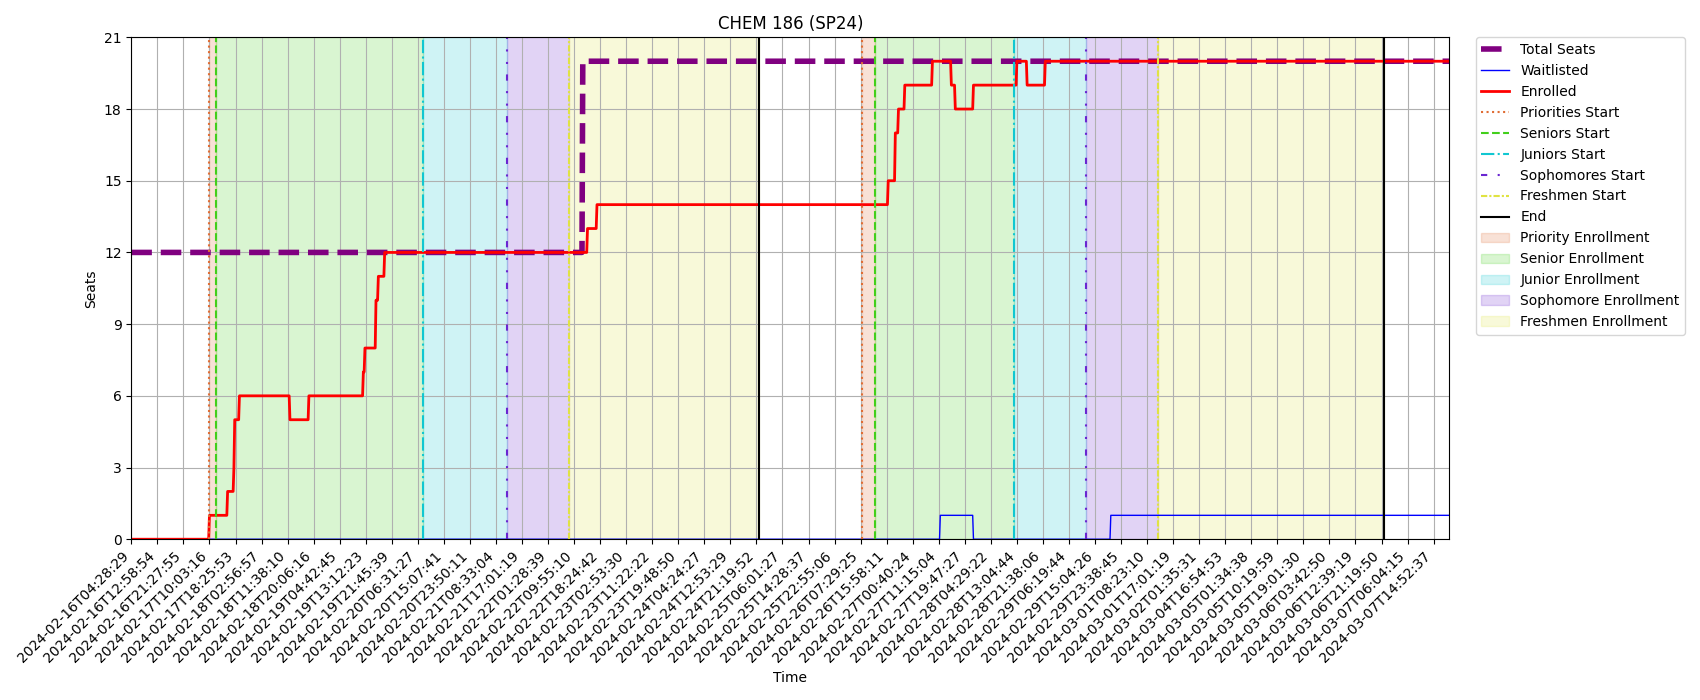 CHEM 186 (SP24)
21
18
15
12
9
6
3
0
Seats
2024-02-16T04:28:29
2024-02-16T12:58:54
2024-02-16T21:27:55
2024-02-17T10:03:16
2024-02-17T18:25:53
2024-02-18T02:56:57
2024-02-18T11:38:10
2024-02-18T20:06:16
2024-02-19T04:42:45
2024-02-19T13:12:23
2024-02-19T21:45:39
2024-02-20T06:31:27
2024-02-20T15:07:41
2024-02-20T23:50:11
2024-02-21T08:33:04
2024-02-21T17:01:19
2024-02-22T01:28:39
2024-02-22T09:55:10
2024-02-22T18:24:42
2024-02-23T02:53:30
2024-02-23T11:22:22
2024-02-23T19:48:50
2024-02-24T04:24:27
2024-02-24T12:53:29
2024-02-24T21:19:52
2024-02-25T06:01:27
2024-02-25T14:28:37
2024-02-25T22:55:06
2024-02-26T07:29:25
2024-02-26T15:58:11
2024-02-27T00:40:24
2024-02-27T11:15:04
2024-02-27T19:47:27
2024-02-28T04:29:22
2024-02-28T13:04:44
2024-02-28T21:38:06
2024-02-29T06:19:44
2024-02-29T15:04:26
2024-02-29T23:38:45
2024-03-01T08:23:10
2024-03-01T17:01:19
2024-03-02T01:35:31
2024-03-04T16:54:53
2024-03-05T01:34:38
2024-03-05T10:19:59
2024-03-05T19:01:30
2024-03-06T03:42:50
2024-03-06T12:39:19
2024-03-06T21:19:50
2024-03-07T06:04:15
2024-03-07T14:52:37
Time
Total Seats
Waitlisted
Enrolled
Priorities Start
Seniors Start
Juniors Start
Sophomores Start
Freshmen Start
End
Priority Enrollment
Senior Enrollment
Junior Enrollment
Sophomore Enrollment
Freshmen Enrollment